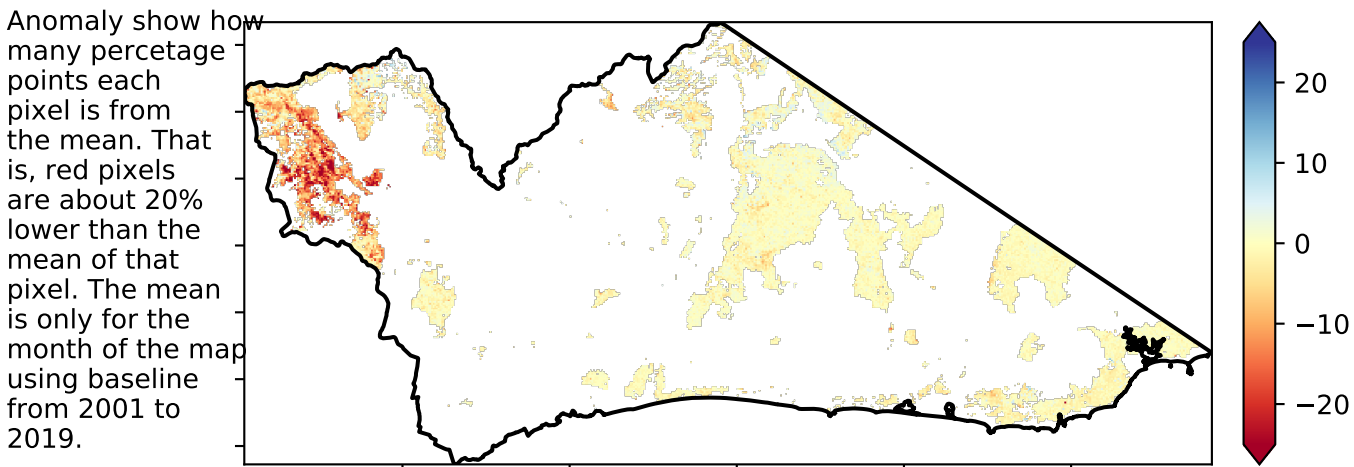 Anomaly show how
many percetage
points each
pixel is from
the mean. That
is, red pixels
are about 20%
lower than the
mean of that
pixel. The mean
is only for the
month of the map
using baseline
from 2001 to
2019.
20
10
0
−10
−20